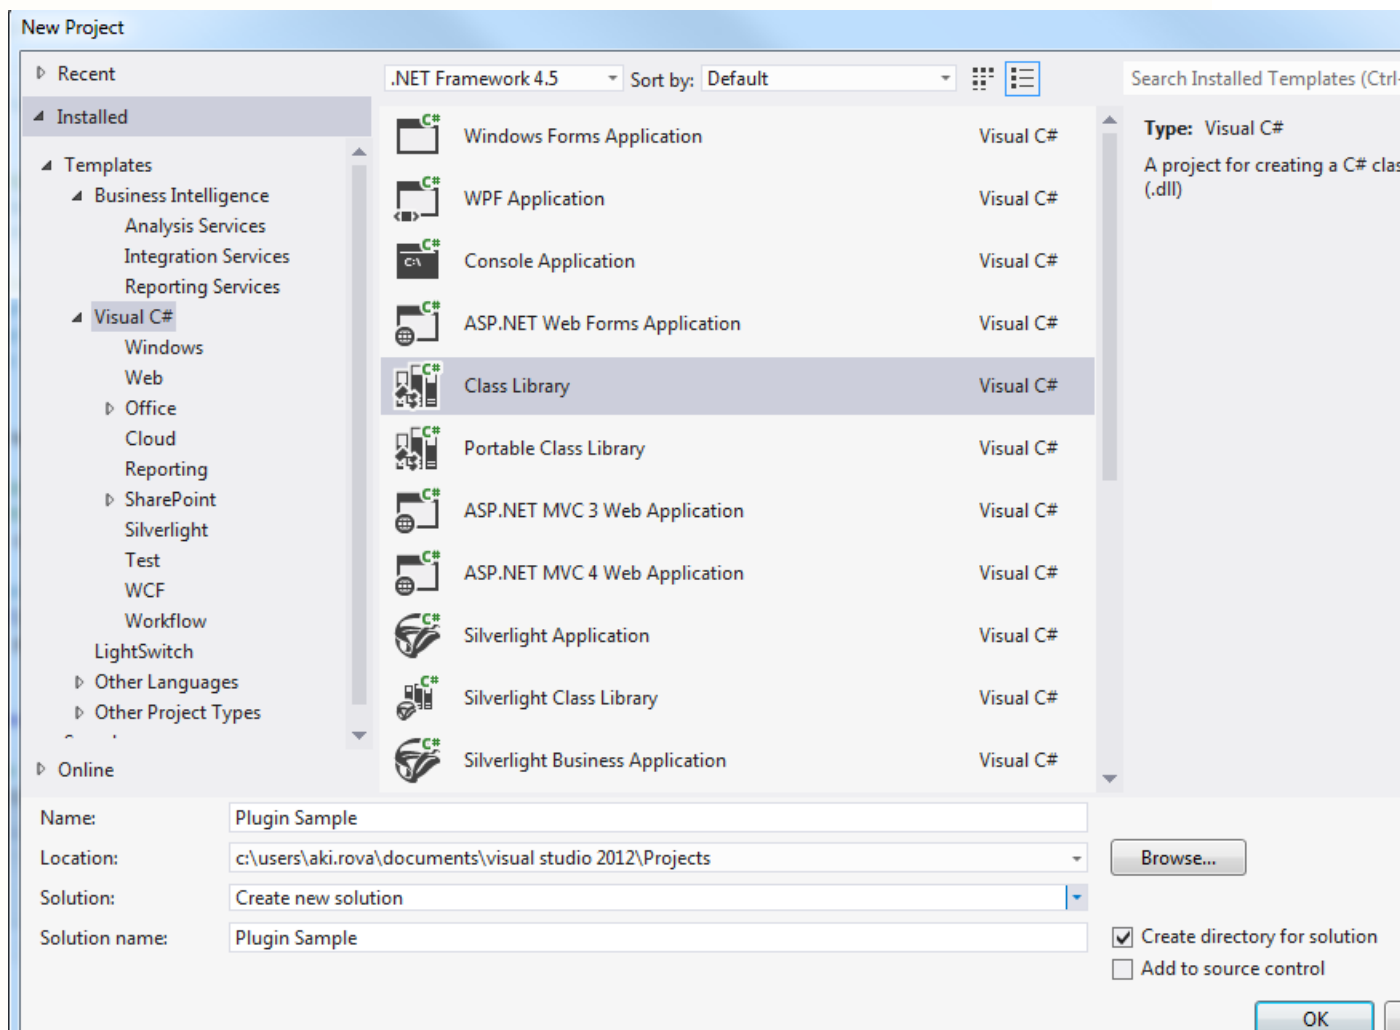 New Project
Recent
.NET Framework 4.5
Sort by: Default
Search Installed Templates (Ctrl-
Installed
Templates
Business Intelligence
Analysis Services
Integration Services
Reporting Services
Visual C#
Windows
Web
Office
Cloud
Reporting
SharePoint
Silverlight
Test
WCF
Workflow
LightSwitch
Other Languages
Other Project Types
Online
C# Windows Forms Application Visual C#
C# WPF Application Visual C#
C# C:\ Console Application Visual C#
C# ASP.NET Web Forms Application Visual C#
C# Class Library Visual C#
C# Portable Class Library Visual C#
C# ASP.NET MVC 3 Web Application Visual C#
C# ASP.NET MVC 4 Web Application Visual C#
C# Silverlight Application Visual C#
C# Silverlight Class Library Visual C#
C# Silverlight Business Application Visual C#
Type: Visual C#
A project for creating a C# clas
(.dll)
Name: Plugin Sample
Location: c:\users\aki.rova\documents\visual studio 2012\Projects
Browse...
Solution: Create new solution
Solution name: Plugin Sample
Create directory for solution
Add to source control
OK